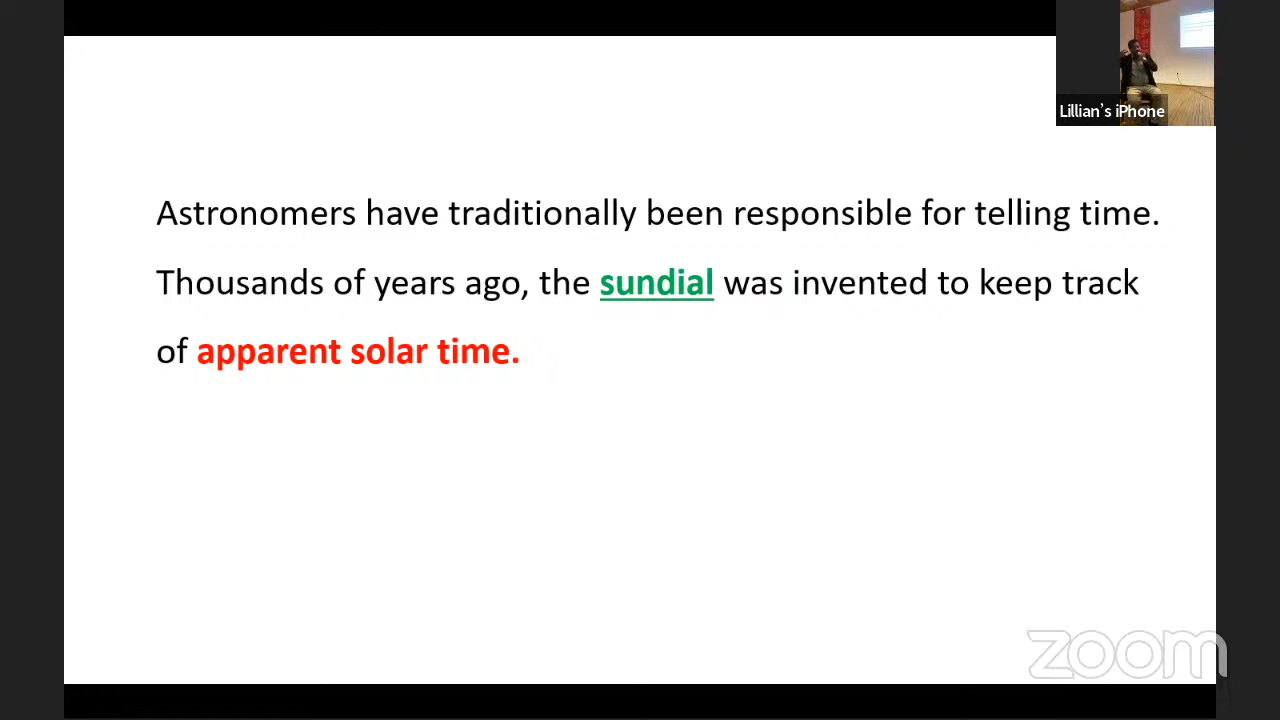 Lillian's iPhone
Astronomers have traditionally been responsible for telling time.
Thousands of years ago, the sundial was invented to keep track
of apparent solar time.
zoom